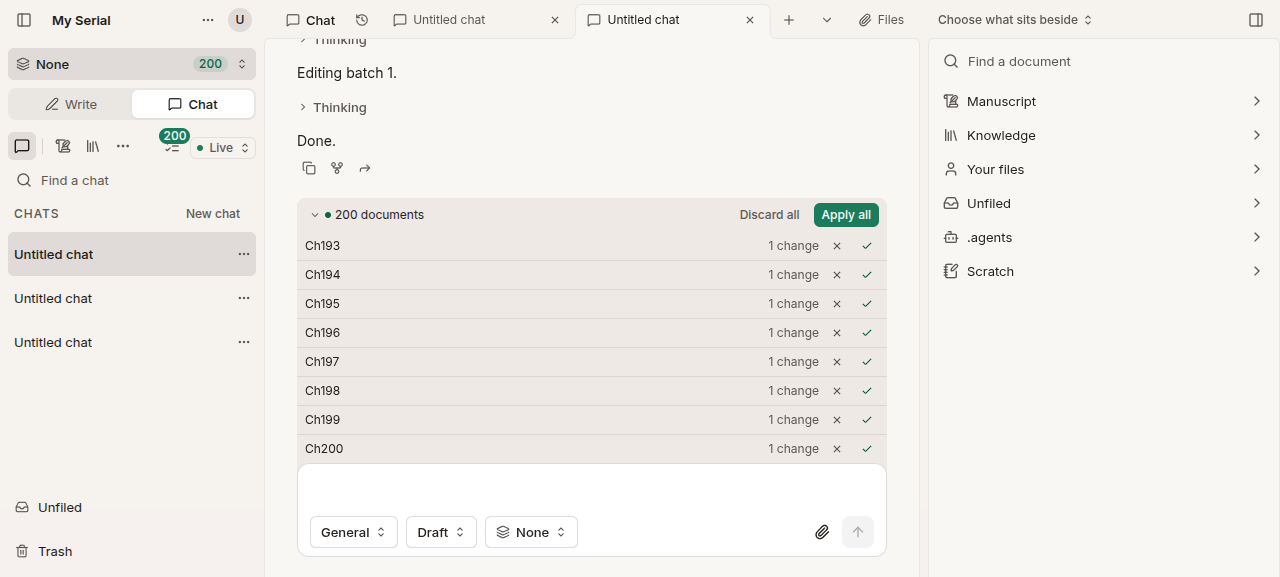 My Serial
U
None
200
Write
Chat
200
Live
Find a chat
CHATS
New chat
Untitled chat
Untitled chat
Untitled chat
Unfiled
Trash
Chat
Untitled chat
Untitled chat
Files
Choose what sits beside
Thinking
Editing batch 1.
Thinking
Done.
200 documents
Discard all
Apply all
Ch193 1 change
Ch194 1 change
Ch195 1 change
Ch196 1 change
Ch197 1 change
Ch198 1 change
Ch199 1 change
Ch200 1 change
General
Draft
None
Find a document
Manuscript
Knowledge
Your files
Unfiled
.agents
Scratch